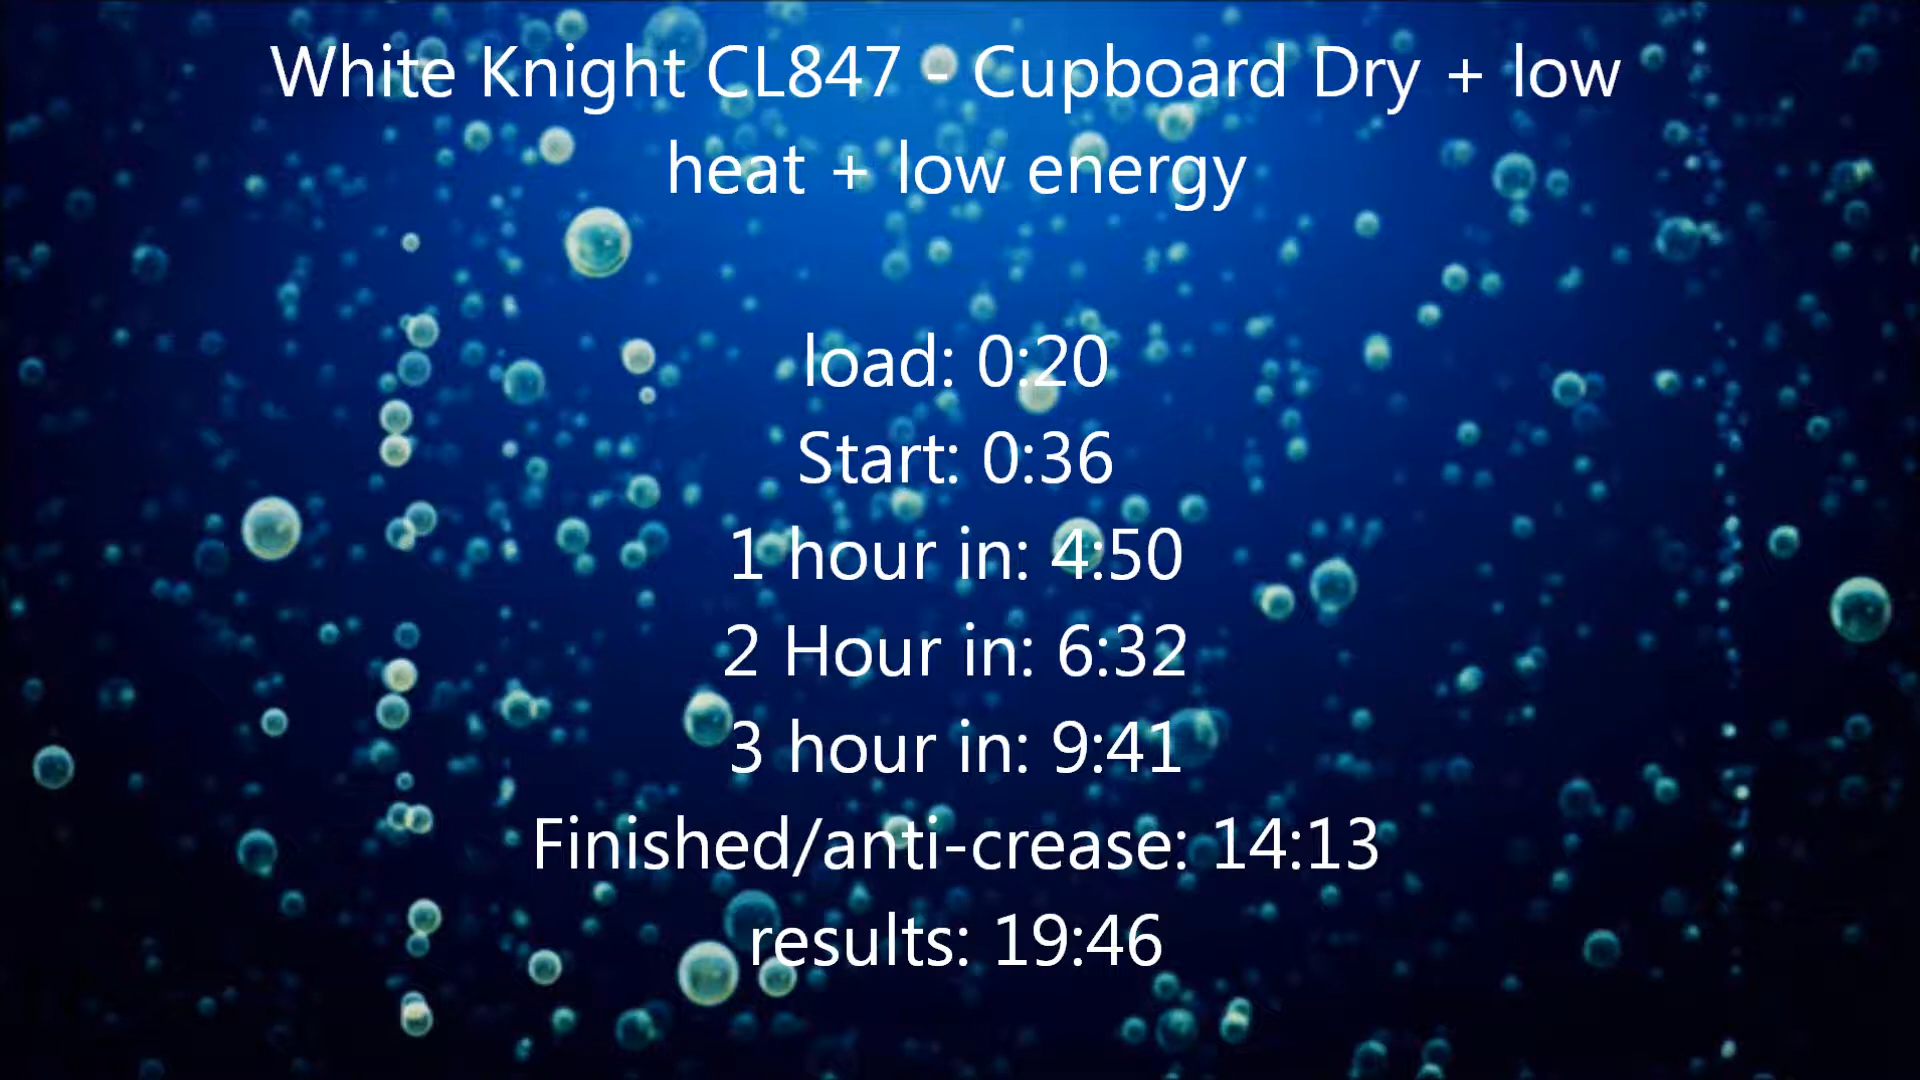 White Knight CL847 - Cupboard Dry + low
heat + low energy
load: 0:20
Start: 0:36
1 hour in: 4:50
2 Hour in: 6:32
3 hour in: 9:41
Finished/anti-crease: 14:13
results: 19:46